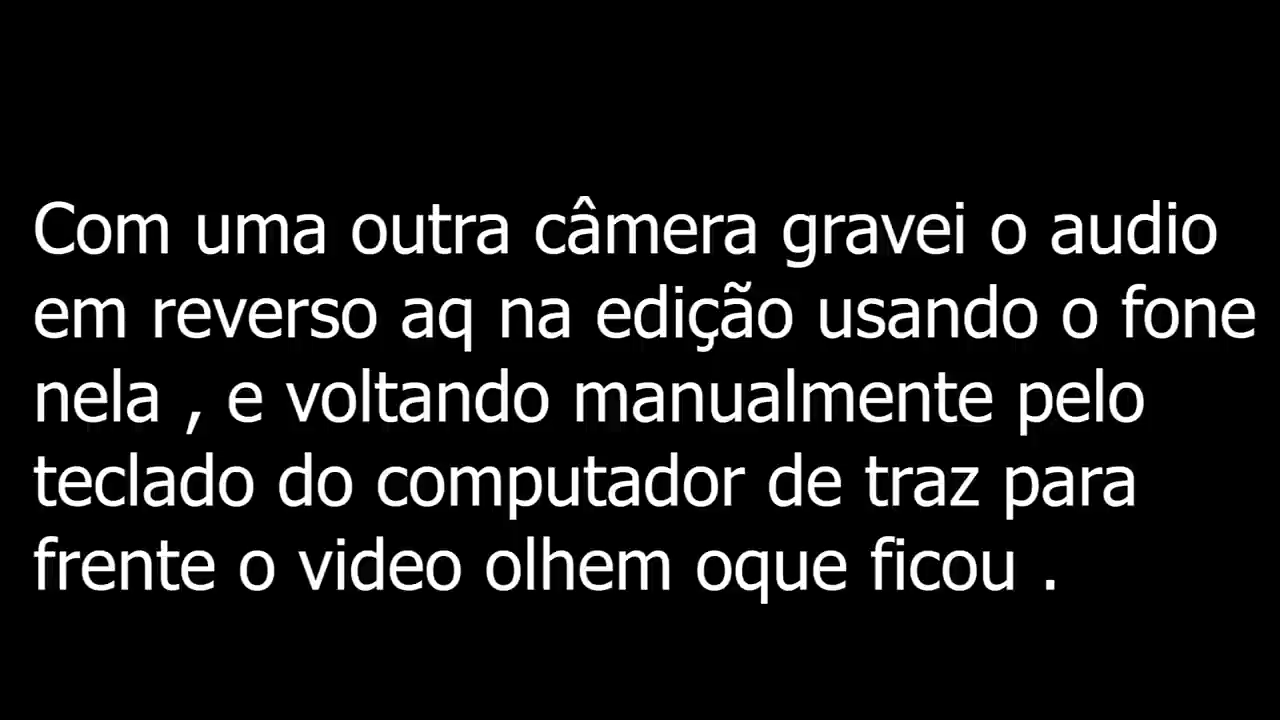 Com uma outra câmera gravei o audio
em reverso aq na edição usando o fone
nela , e voltando manualmente pelo
teclado do computador de traz para
frente o video olhem oque ficou .